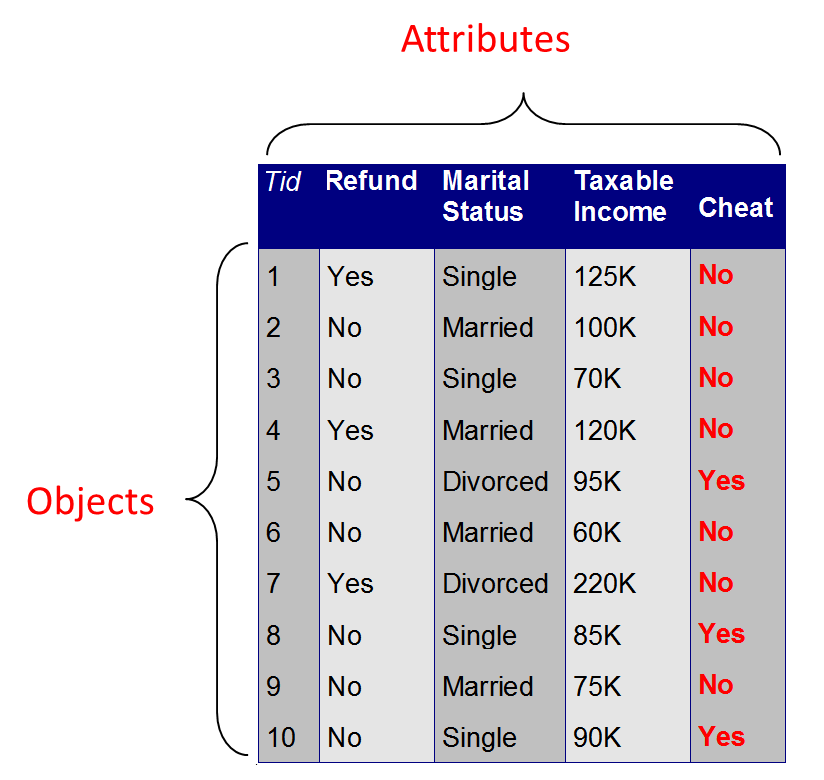 Attributes
Tid Refund Marital Status Taxable Income Cheat
1 Yes Single 125K No
2 No Married 100K No
3 No Single 70K No
4 Yes Married 120K No
Objects
5 No Divorced 95K Yes
6 No Married 60K No
7 Yes Divorced 220K No
8 No Single 85K Yes
9 No Married 75K No
10 No Single 90K Yes